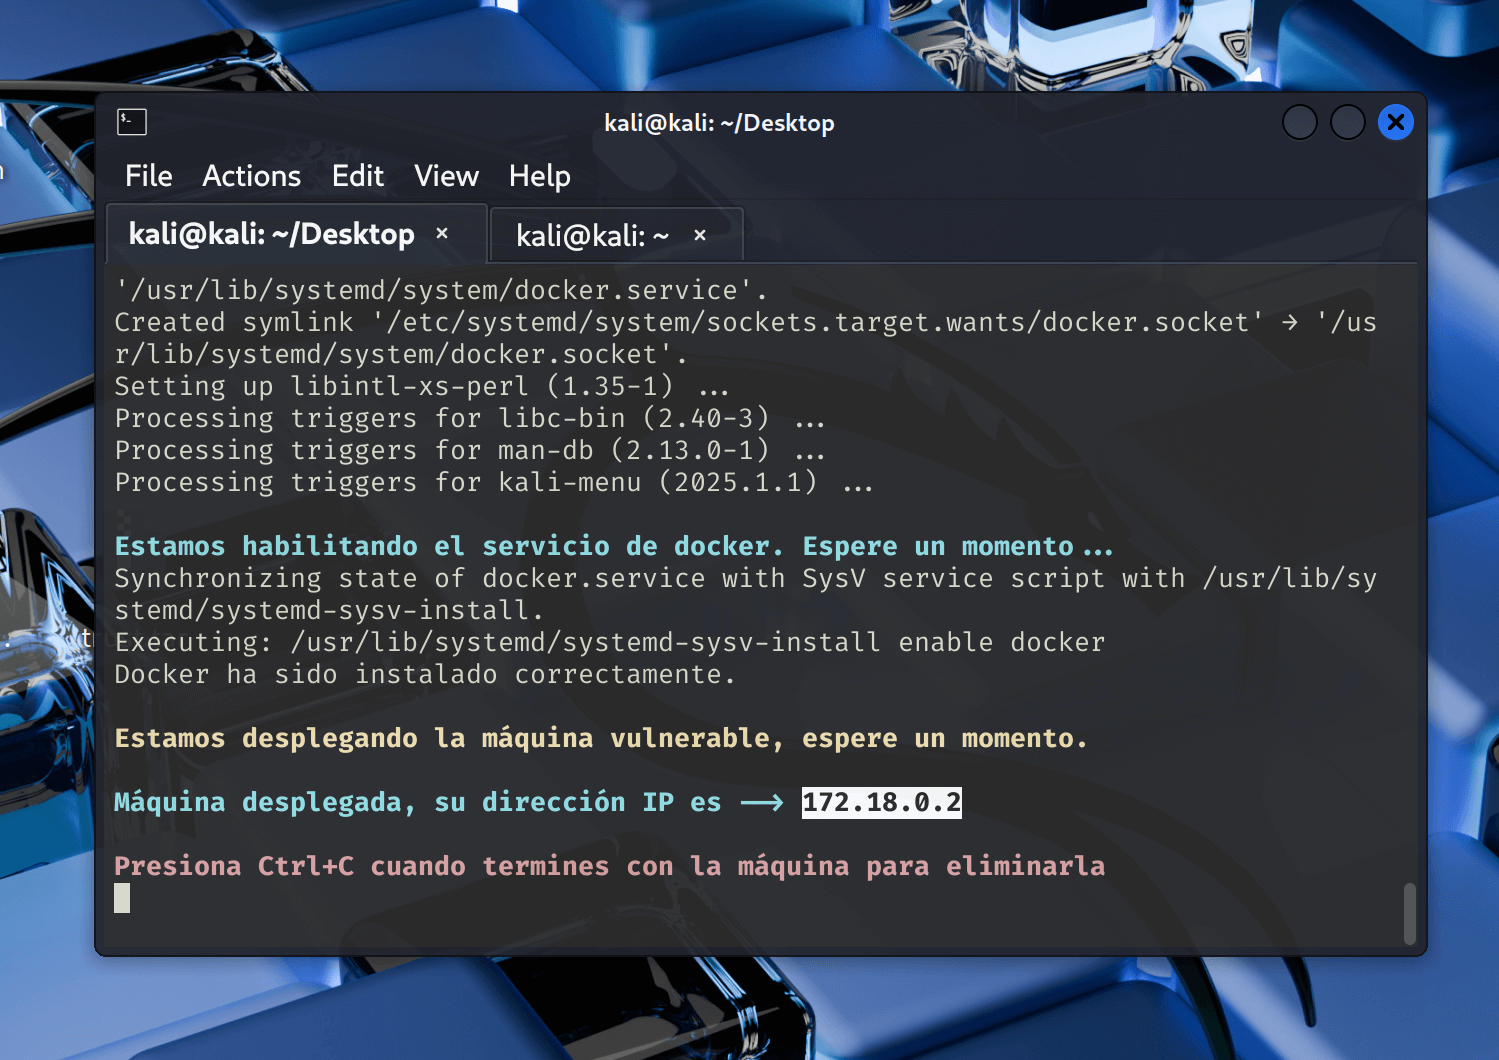 kali@kali: ~/Desktop
File Actions Edit View Help
kali@kali: ~/Desktop × kali@kali: ~ ×
'/usr/lib/systemd/system/docker.service'.
Created symlink '/etc/systemd/system/sockets.target.wants/docker.socket' → '/us
r/lib/systemd/system/docker.socket'.
Setting up libintl-xs-perl (1.35-1) ...
Processing triggers for libc-bin (2.40-3) ...
Processing triggers for man-db (2.13.0-1) ...
Processing triggers for kali-menu (2025.1.1) ...
Estamos habilitando el servicio de docker. Espere un momento...
Synchronizing state of docker.service with SysV service script with /usr/lib/sy
stemd/systemd-sysv-install.
Executing: /usr/lib/systemd/systemd-sysv-install enable docker
Docker ha sido instalado correctamente.
Estamos desplegando la máquina vulnerable, espere un momento.
Máquina desplegada, su dirección IP es ⟶ 172.18.0.2
Presiona Ctrl+C cuando termines con la máquina para eliminarla